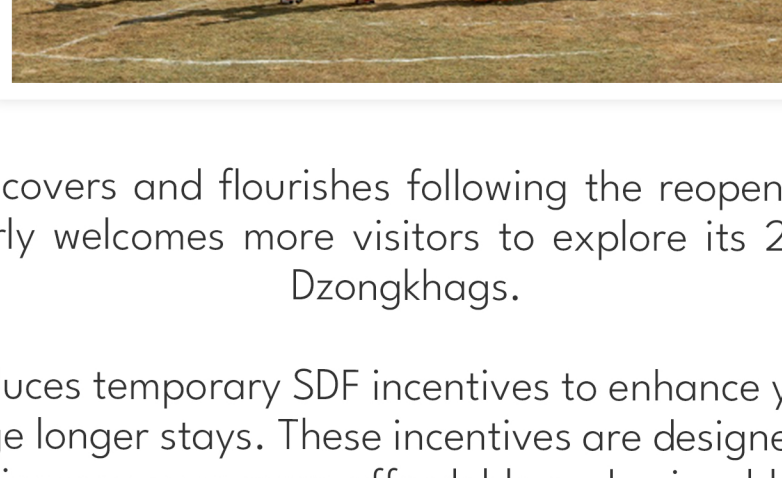 covers and flourishes following the reopen
rly welcomes more visitors to explore its 2
Dzongkhags.
uces temporary SDF incentives to enhance y
e longer stays. These incentives are designe